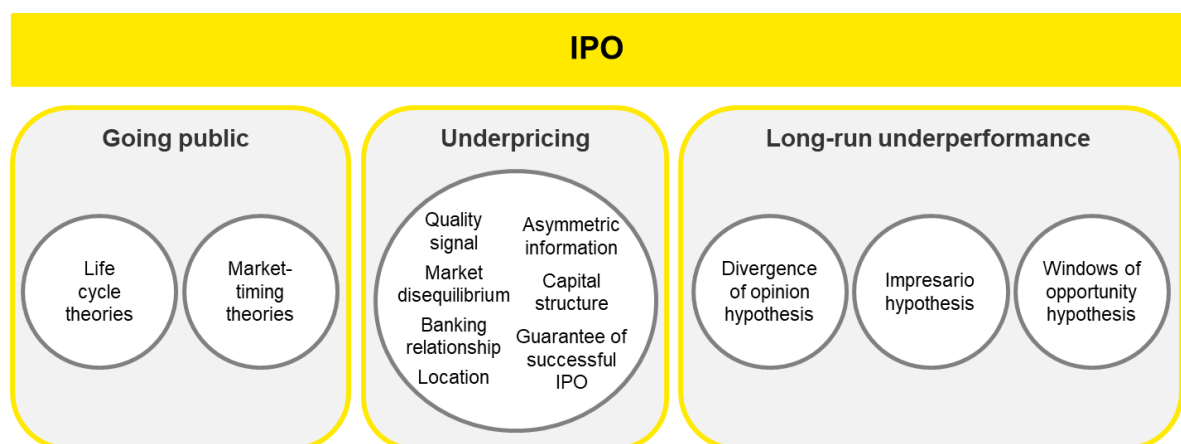 IPO
Going public
Life
cycle
theories
Market-
timing
theories
Underpricing
Quality
signal
Market
disequilibrium
Banking
relationship
Location
Asymmetric
information
Capital
structure
Guarantee of
successful
IPO
Long-run underperformance
Divergence
of opinion
hypothesis
Impresario
hypothesis
Windows of
opportunity
hypothesis